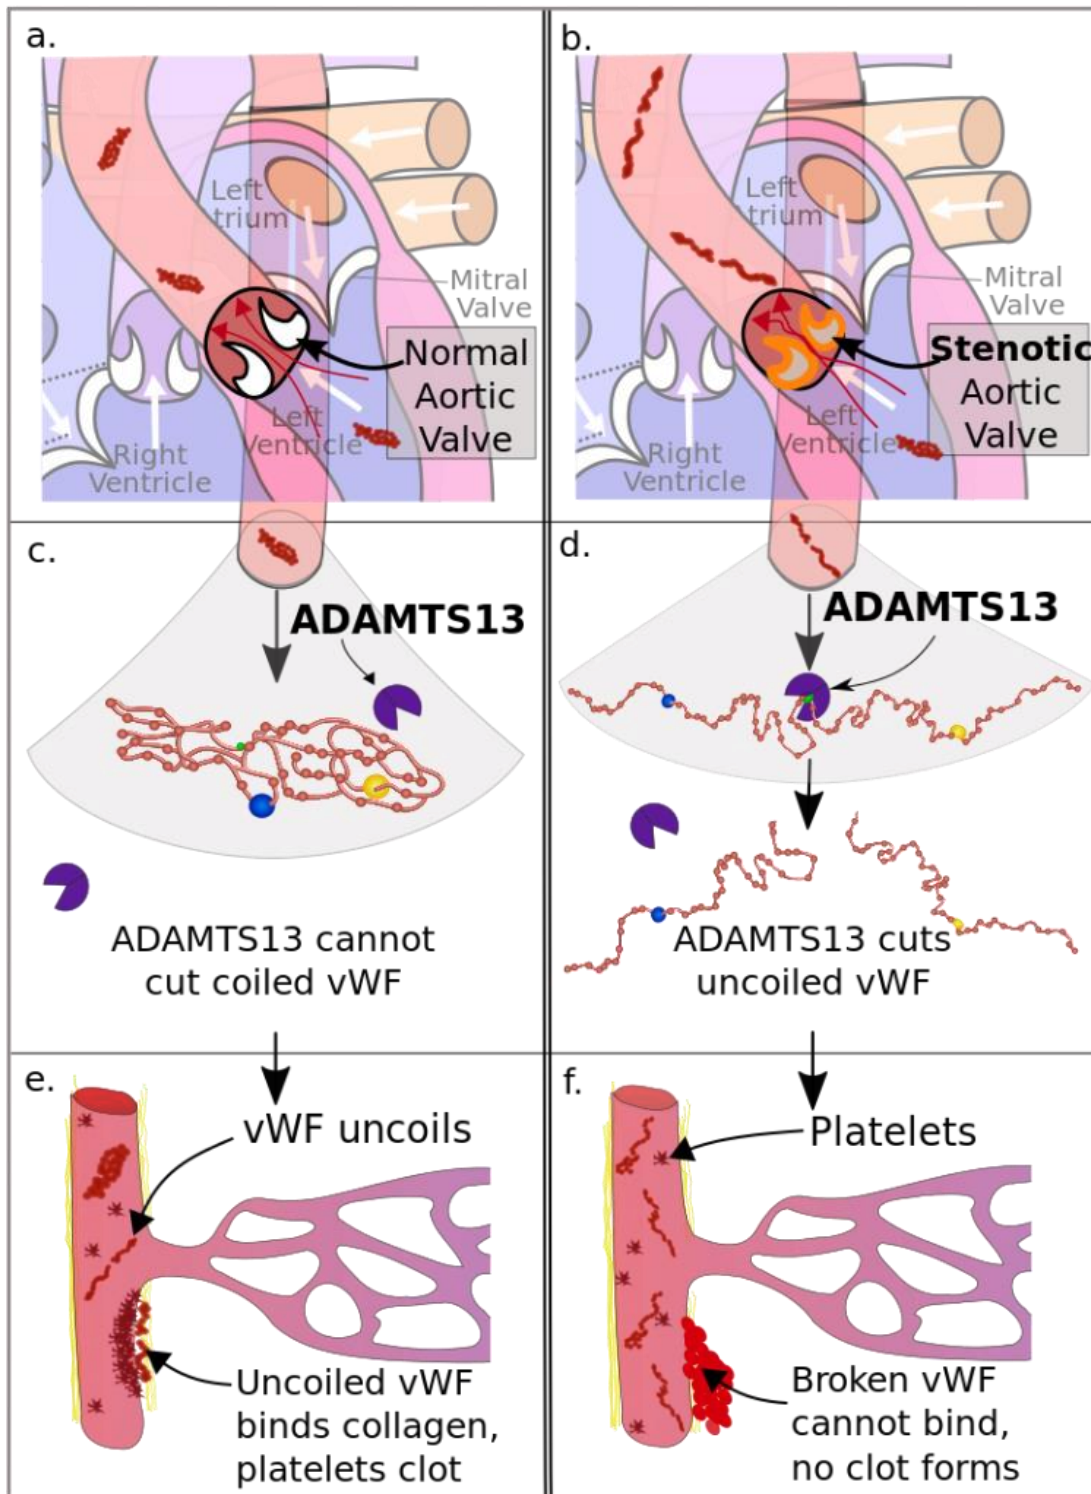 a.
Left
trium
Mitral
Valve
Normal
Aortic
Valve
Left
Ventricle
Right
Ventricle
b.
Left
trium
Mitral
Valve
Stenotic
Aortic
Valve
Left
Ventricle
Right
Ventricle
c.
ADAMTS13
ADAMTS13 cannot
cut coiled vWF
d.
ADAMTS13
ADAMTS13 cuts
uncoiled vWF
e.
vWF uncoils
Uncoiled vWF
binds collagen,
platelets clot
f.
Platelets
Broken vWF
cannot bind,
no clot forms